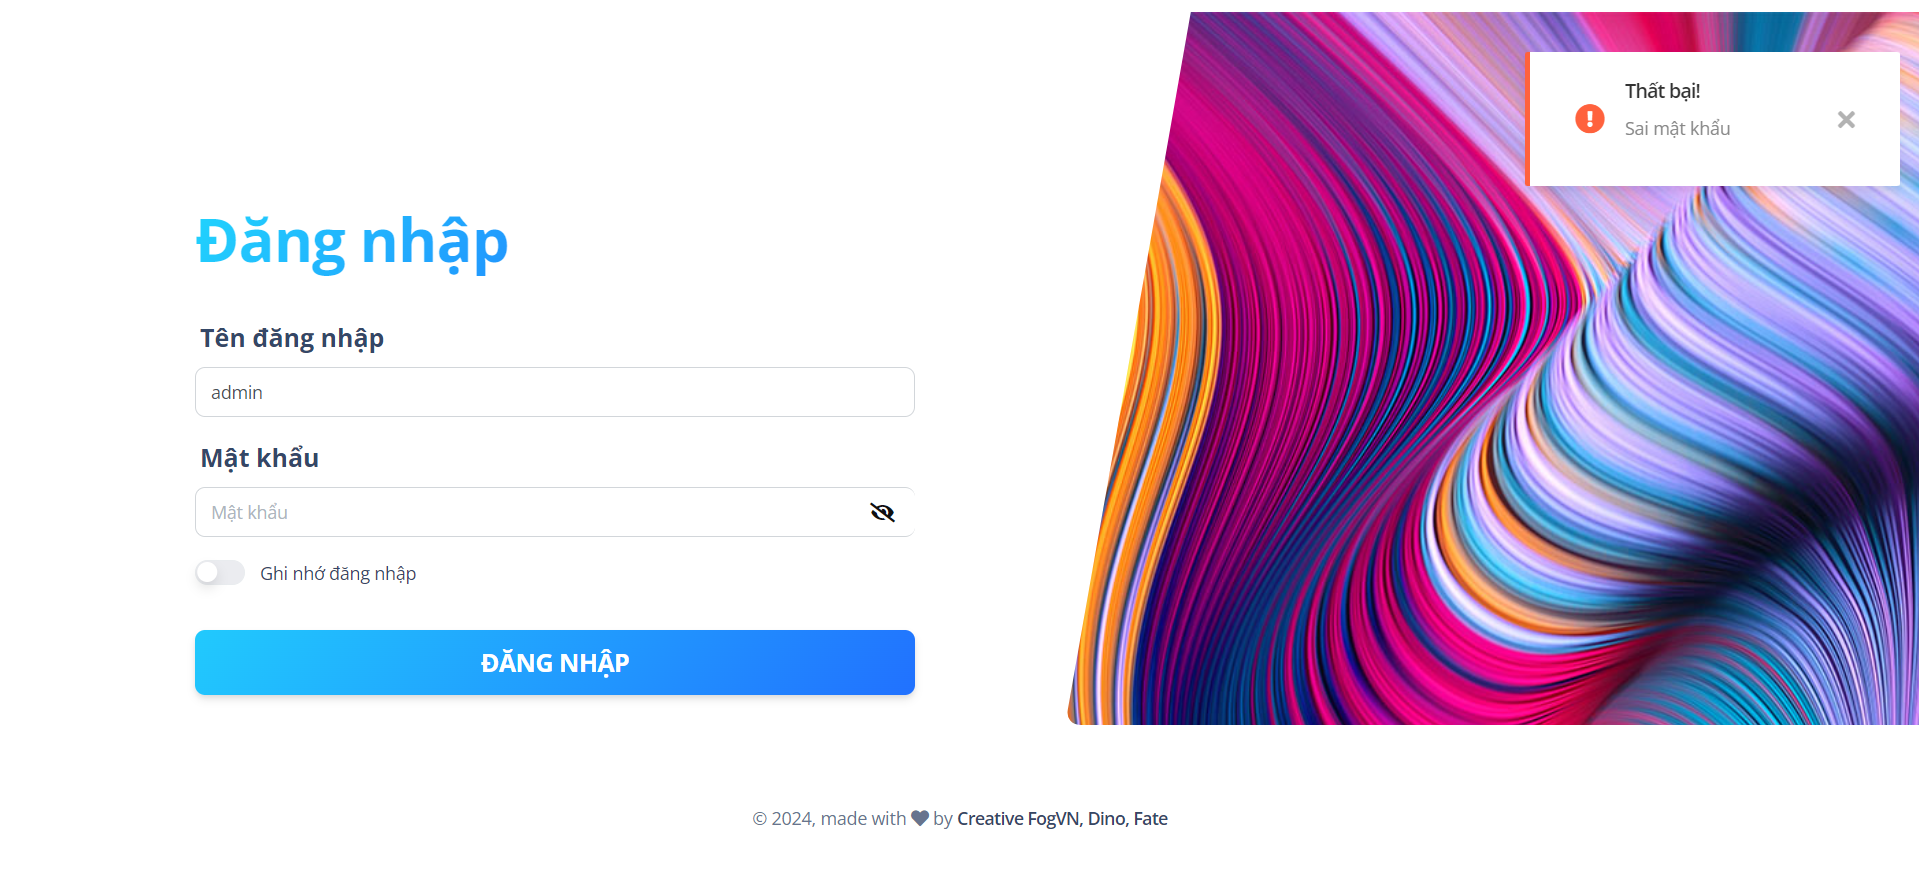 Thất bại!
Sai mật khẩu
Đăng nhập
Tên đăng nhập
admin
Mật khẩu
Mật khẩu
Ghi nhớ đăng nhập
ĐĂNG NHẬP
© 2024, made with ♥ by Creative FogVN, Dino, Fate